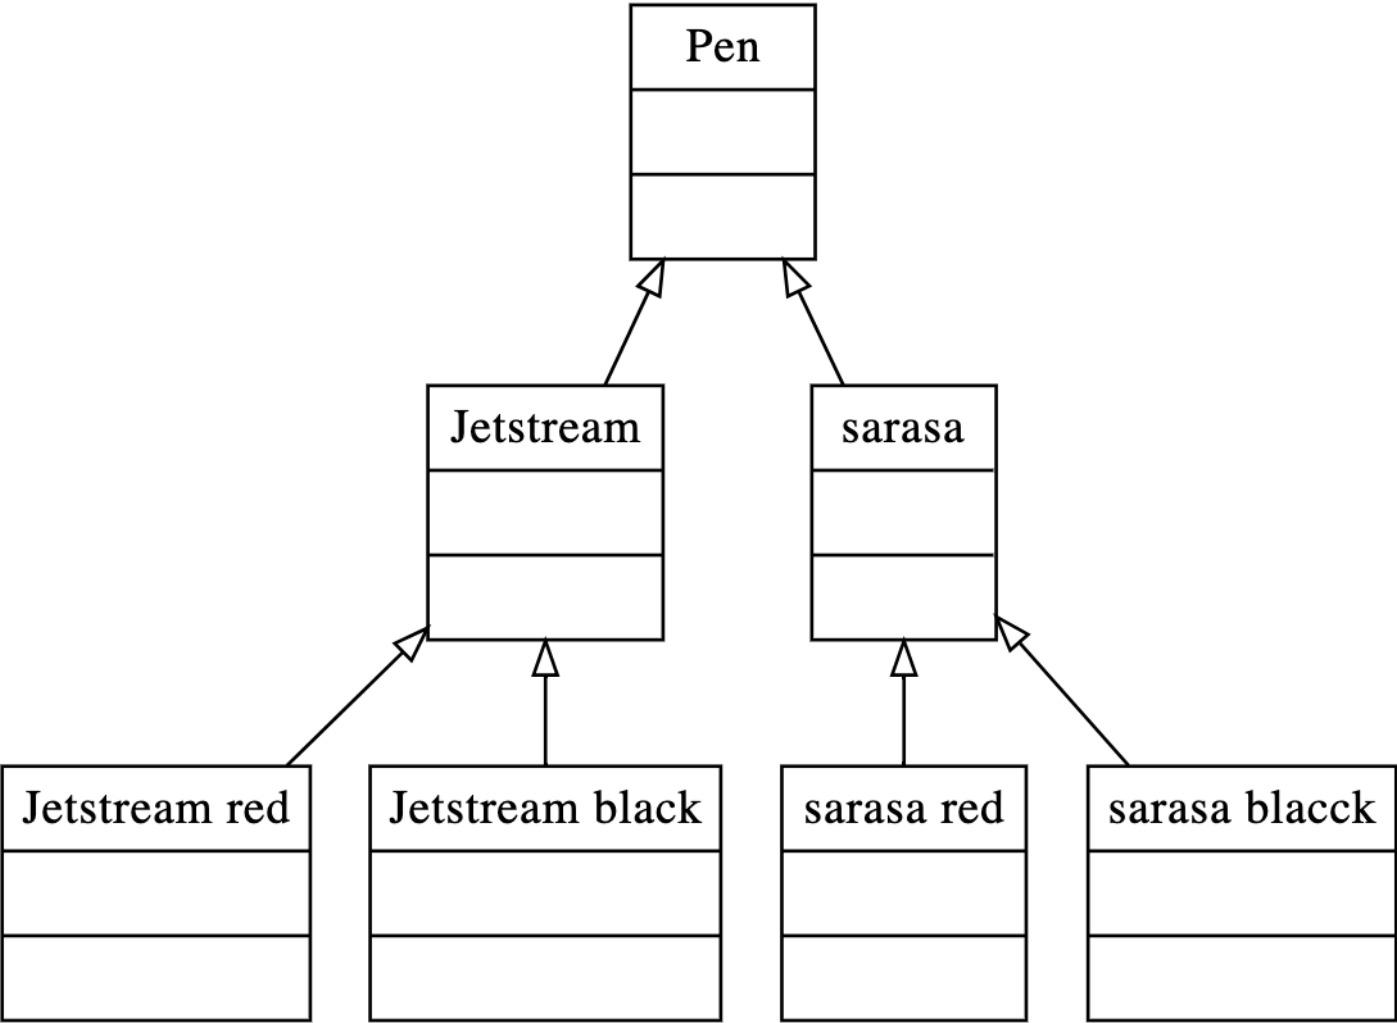 Pen
Jetstream
sarasa
Jetstream red
Jetstream black
sarasa red
sarasa blacck